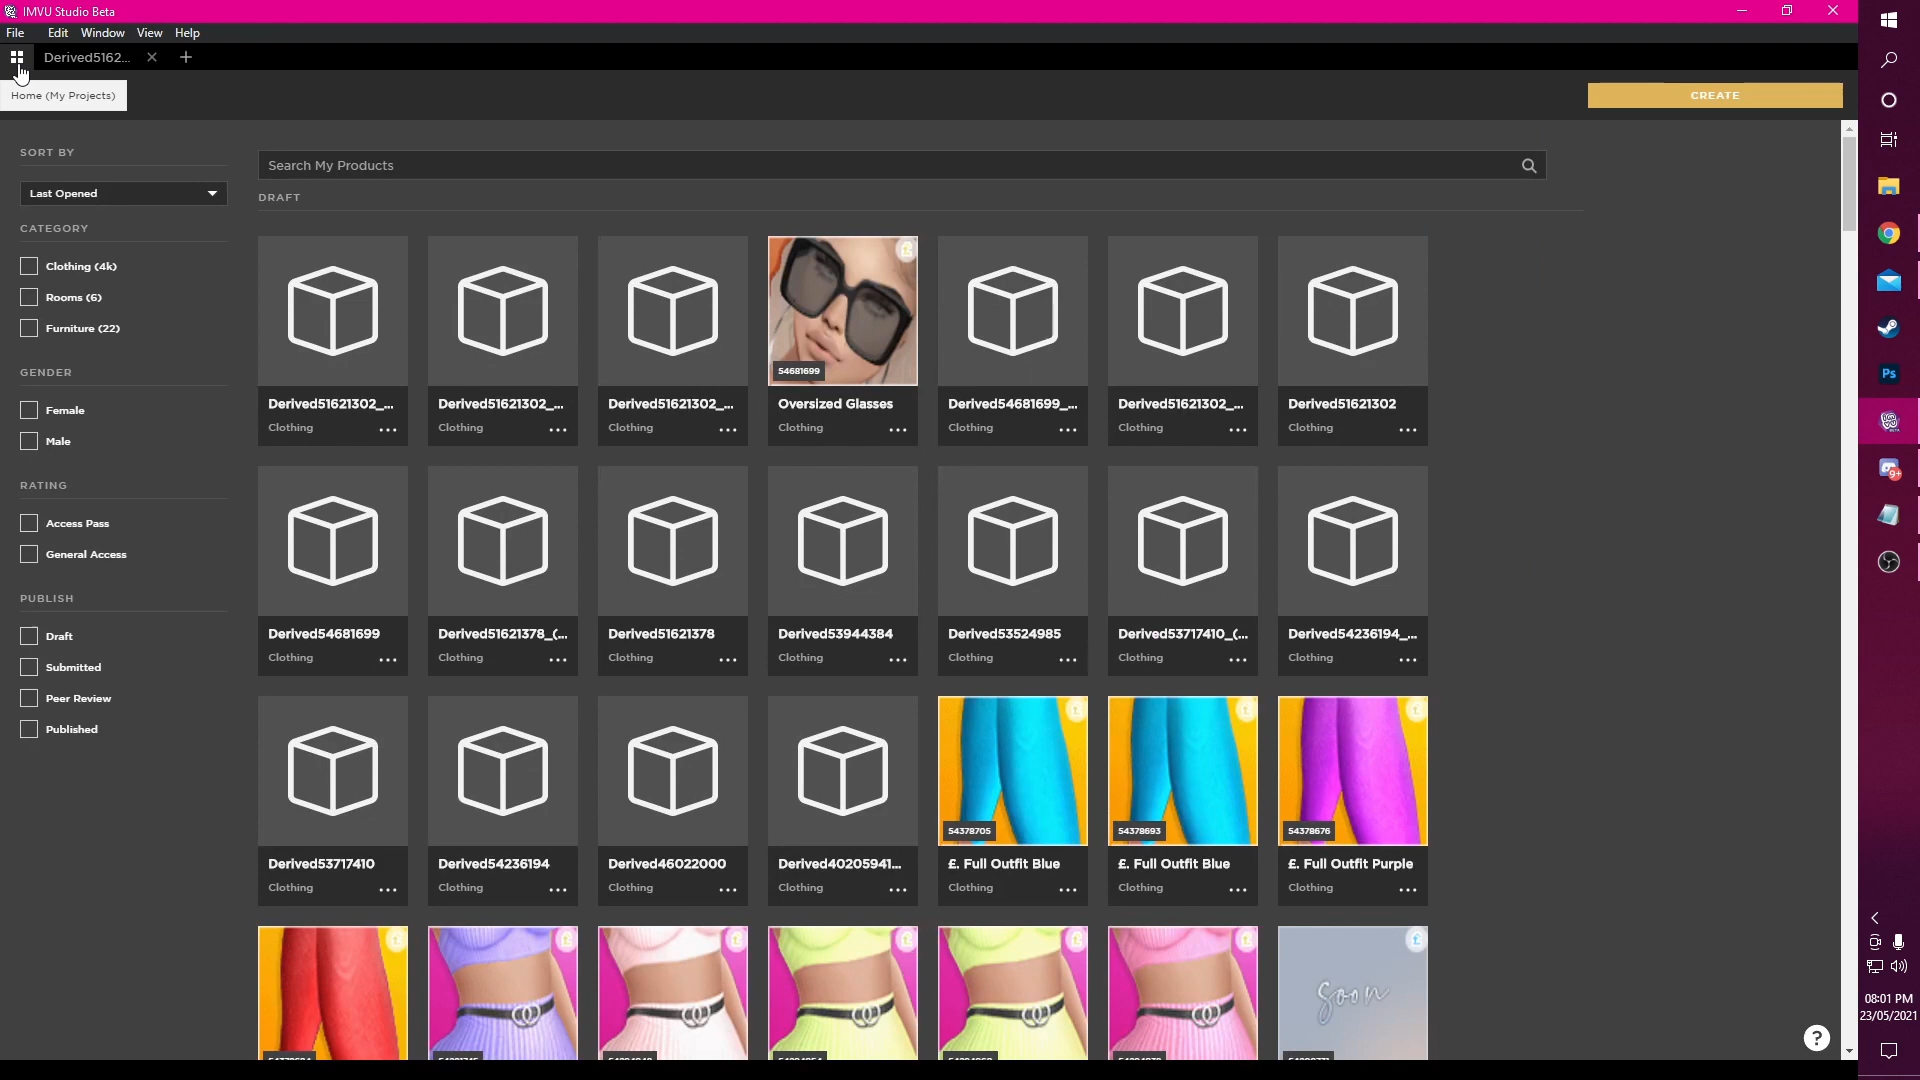 IMVU Studio Beta
File Edit Window View Help
Derived5162...
Home (My Projects)
CREATE
SORT BY
Last Opened
CATEGORY
Clothing (4k)
Rooms (6)
Furniture (22)
GENDER
Female
Male
RATING
Access Pass
General Access
PUBLISH
Draft
Submitted
Peer Review
Published
Search My Products
DRAFT
54681699
Derived51621302_... Derived51621302_... Derived51621302_... Oversized Glasses Derived54681699_... Derived51621302_... Derived51621302
Clothing Clothing Clothing Clothing Clothing Clothing Clothing
Derived54681699 Derived51621378_(... Derived51621378 Derived53944384 Derived53524985 Derived53717410_(... Derived54236194_...
Clothing Clothing Clothing Clothing Clothing Clothing Clothing
54378705 54378693 54378676
Derived53717410 Derived54236194 Derived46022000 Derived40205941... £. Full Outfit Blue £. Full Outfit Blue £. Full Outfit Purple
Clothing Clothing Clothing Clothing Clothing Clothing Clothing
soon
?
Ps
BETA
9+
08:01 PM
23/05/2021